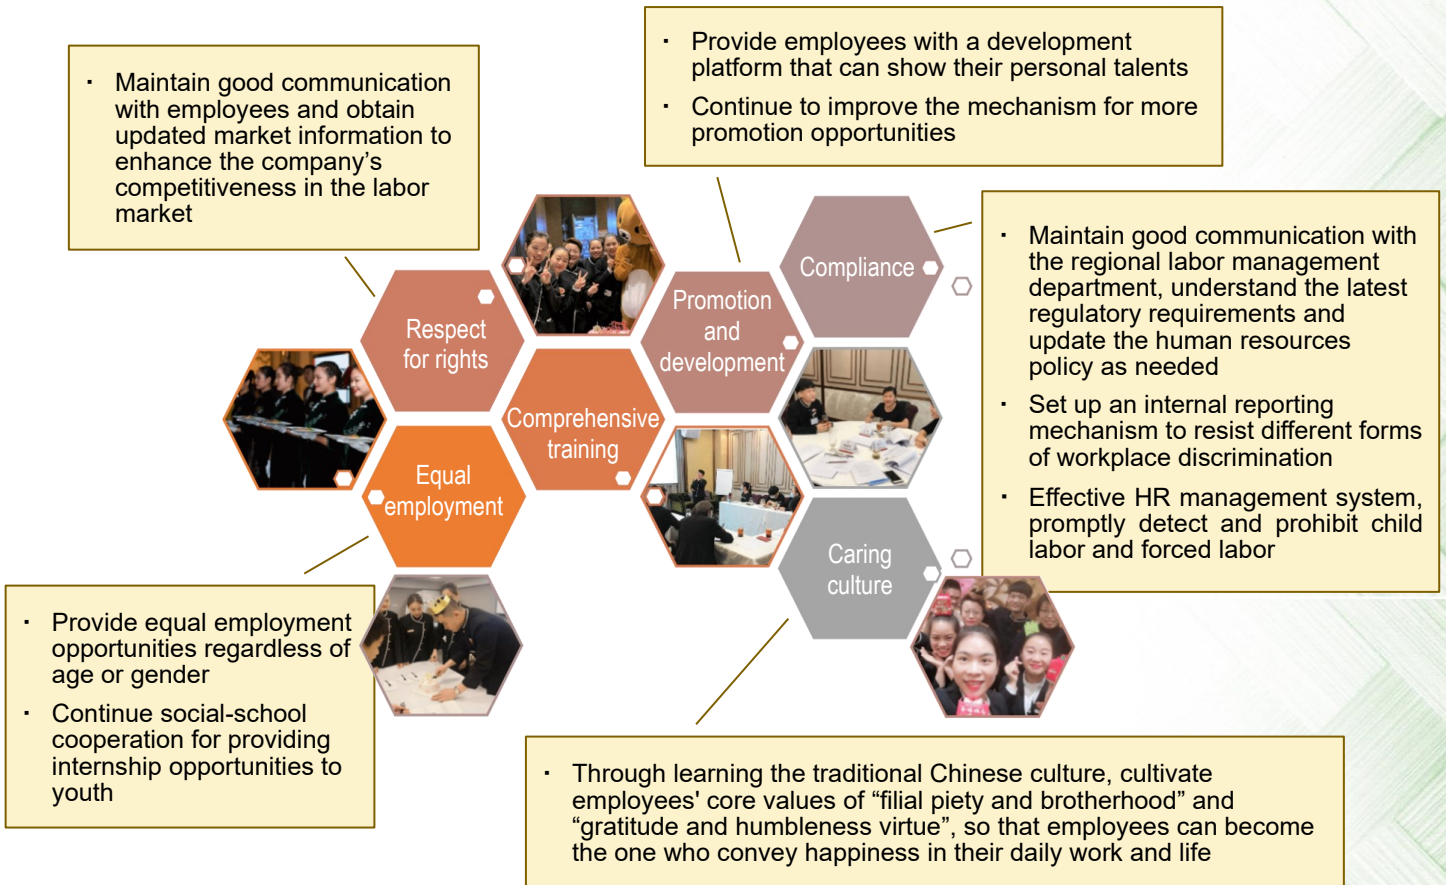 ▪ Maintain good communication
with employees and obtain
updated market information to
enhance the company’s
competitiveness in the labor
market
▪ Provide employees with a development
platform that can show their personal talents
▪ Continue to improve the mechanism for more
promotion opportunities
Compliance
▪ Maintain good communication with
the regional labor management
department, understand the latest
regulatory requirements and
update the human resources
policy as needed
▪ Set up an internal reporting
mechanism to resist different forms
of workplace discrimination
▪ Effective HR management system,
promptly detect and prohibit child
labor and forced labor
Respect
for rights
Promotion
and
development
Comprehensive
training
Equal
employment
Caring
culture
▪ Provide equal employment
opportunities regardless of
age or gender
▪ Continue social-school
cooperation for providing
internship opportunities to
youth
▪ Through learning the traditional Chinese culture, cultivate
employees' core values of “filial piety and brotherhood” and
“gratitude and humbleness virtue”, so that employees can become
the one who convey happiness in their daily work and life